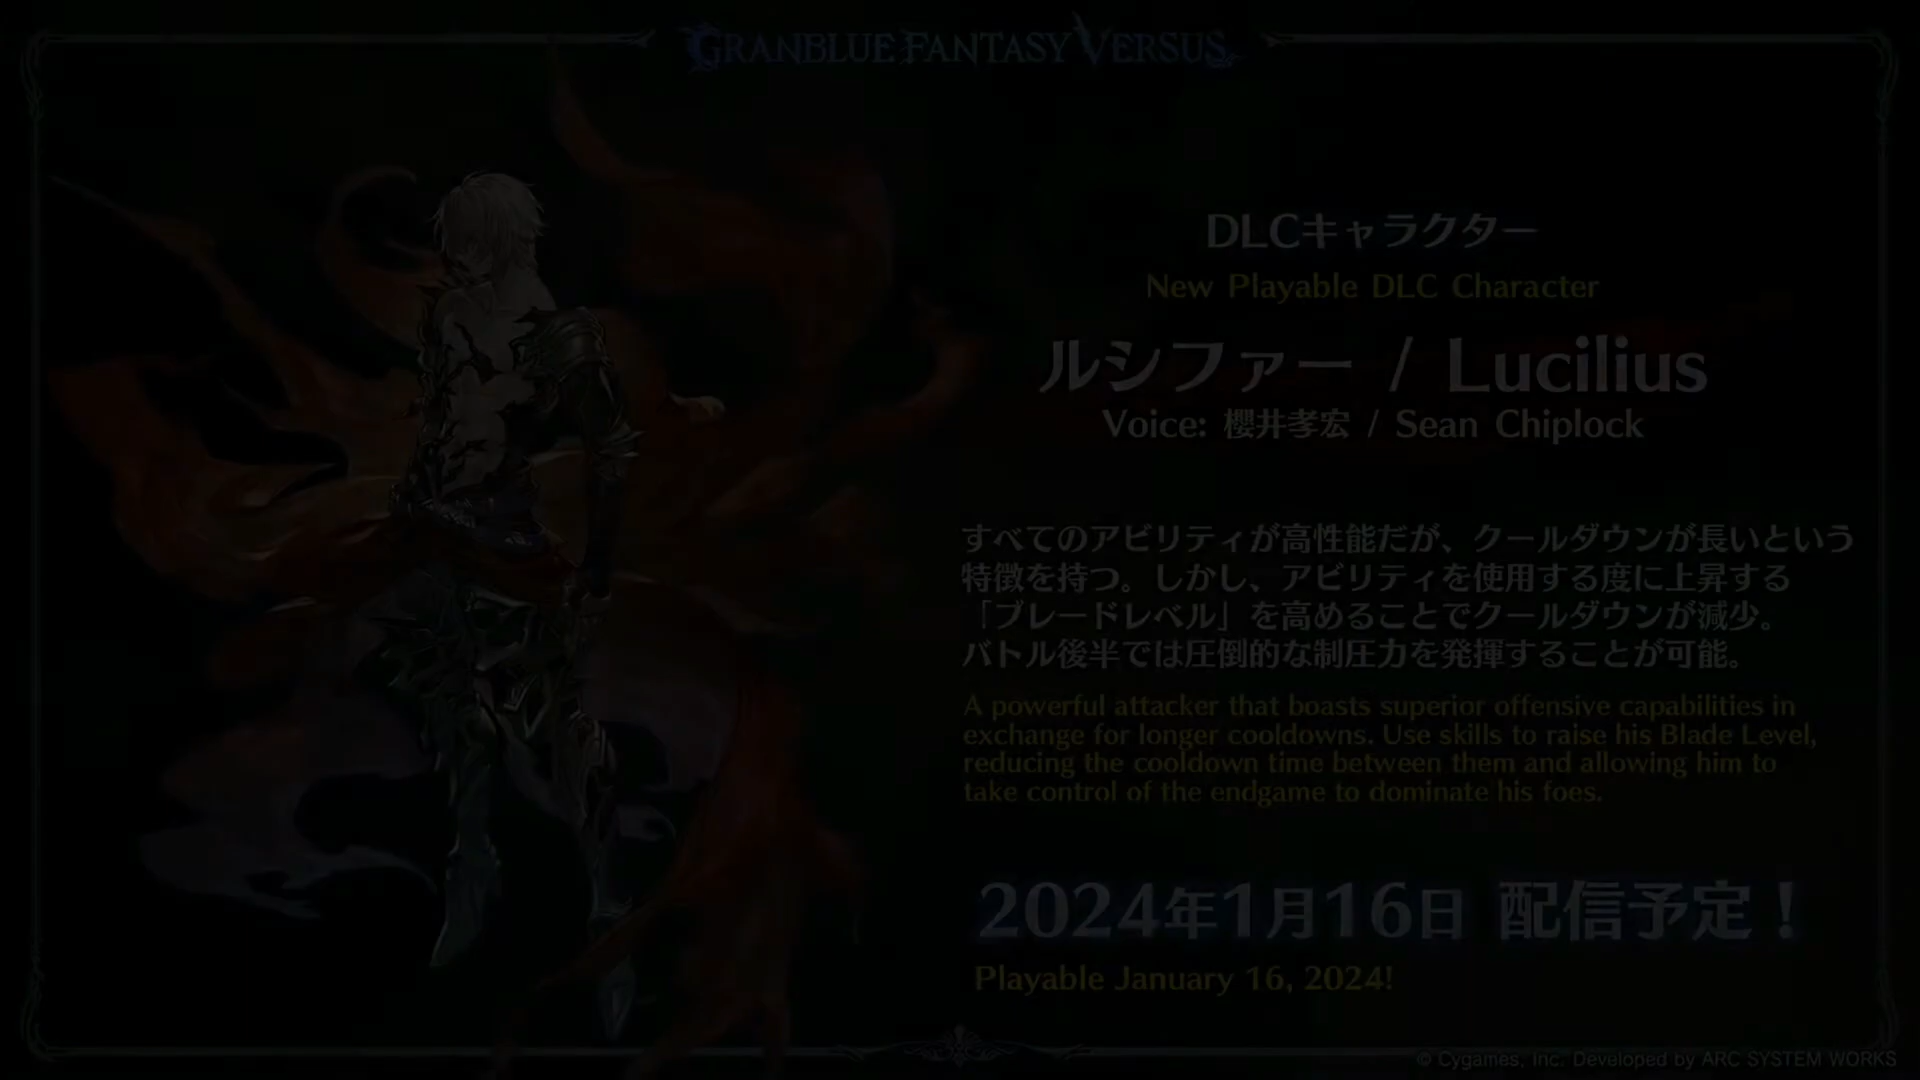 GRANBLUE FANTASY VERSUS
DLCキャラクター
New Playable DLC Character
ルシファー / Lucilius
Voice: 櫻井孝宏 / Sean Chiplock
すべてのアビリティが高性能だが、クールダウンが長いという
特徴を持つ。しかし、アビリティを使用する度に上昇する
「ブレードレベル」を高めることでクールダウンが減少。
バトル後半では圧倒的な制圧力を発揮することが可能。
A powerful attacker that boasts superior offensive capabilities in
exchange for longer cooldowns. Use skills to raise his Blade Level,
reducing the cooldown time between them and allowing him to
take control of the endgame to dominate his foes.
2024年1月16日 配信予定！
Playable January 16, 2024!
© Cygames, Inc. Developed by ARC SYSTEM WORKS